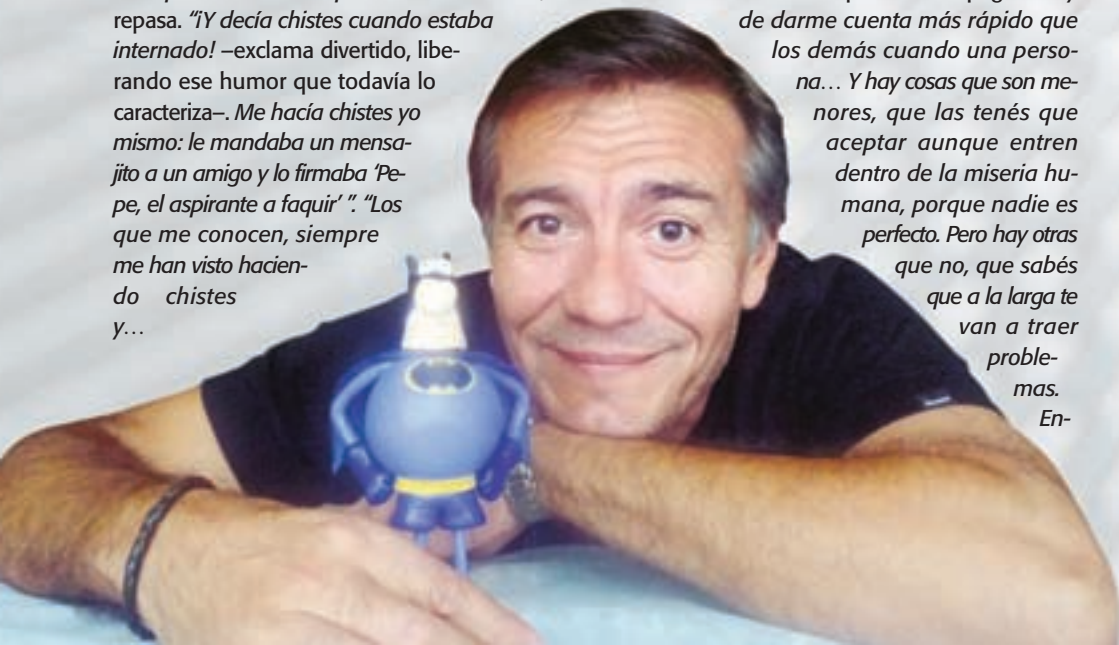 repasa. “¡Y decía chistes cuando estaba
internado! –exclama divertido, libe-
rando ese humor que todavía lo
caracteriza–. Me hacía chistes yo
mismo: le mandaba un mensa-
jito a un amigo y lo firmaba ‘Pe-
pe, el aspirante a faquir’ ”. “Los
que me conocen, siempre
me han visto hacien-
do chistes
y…
de darme cuenta más rápido que
los demás cuando una perso-
na… Y hay cosas que son me-
nores, que las tenés que
aceptar aunque entren
dentro de la miseria hu-
mana, porque nadie es
perfecto. Pero hay otras
que no, que sabés
que a la larga te
van a traer
proble-
mas.
En-